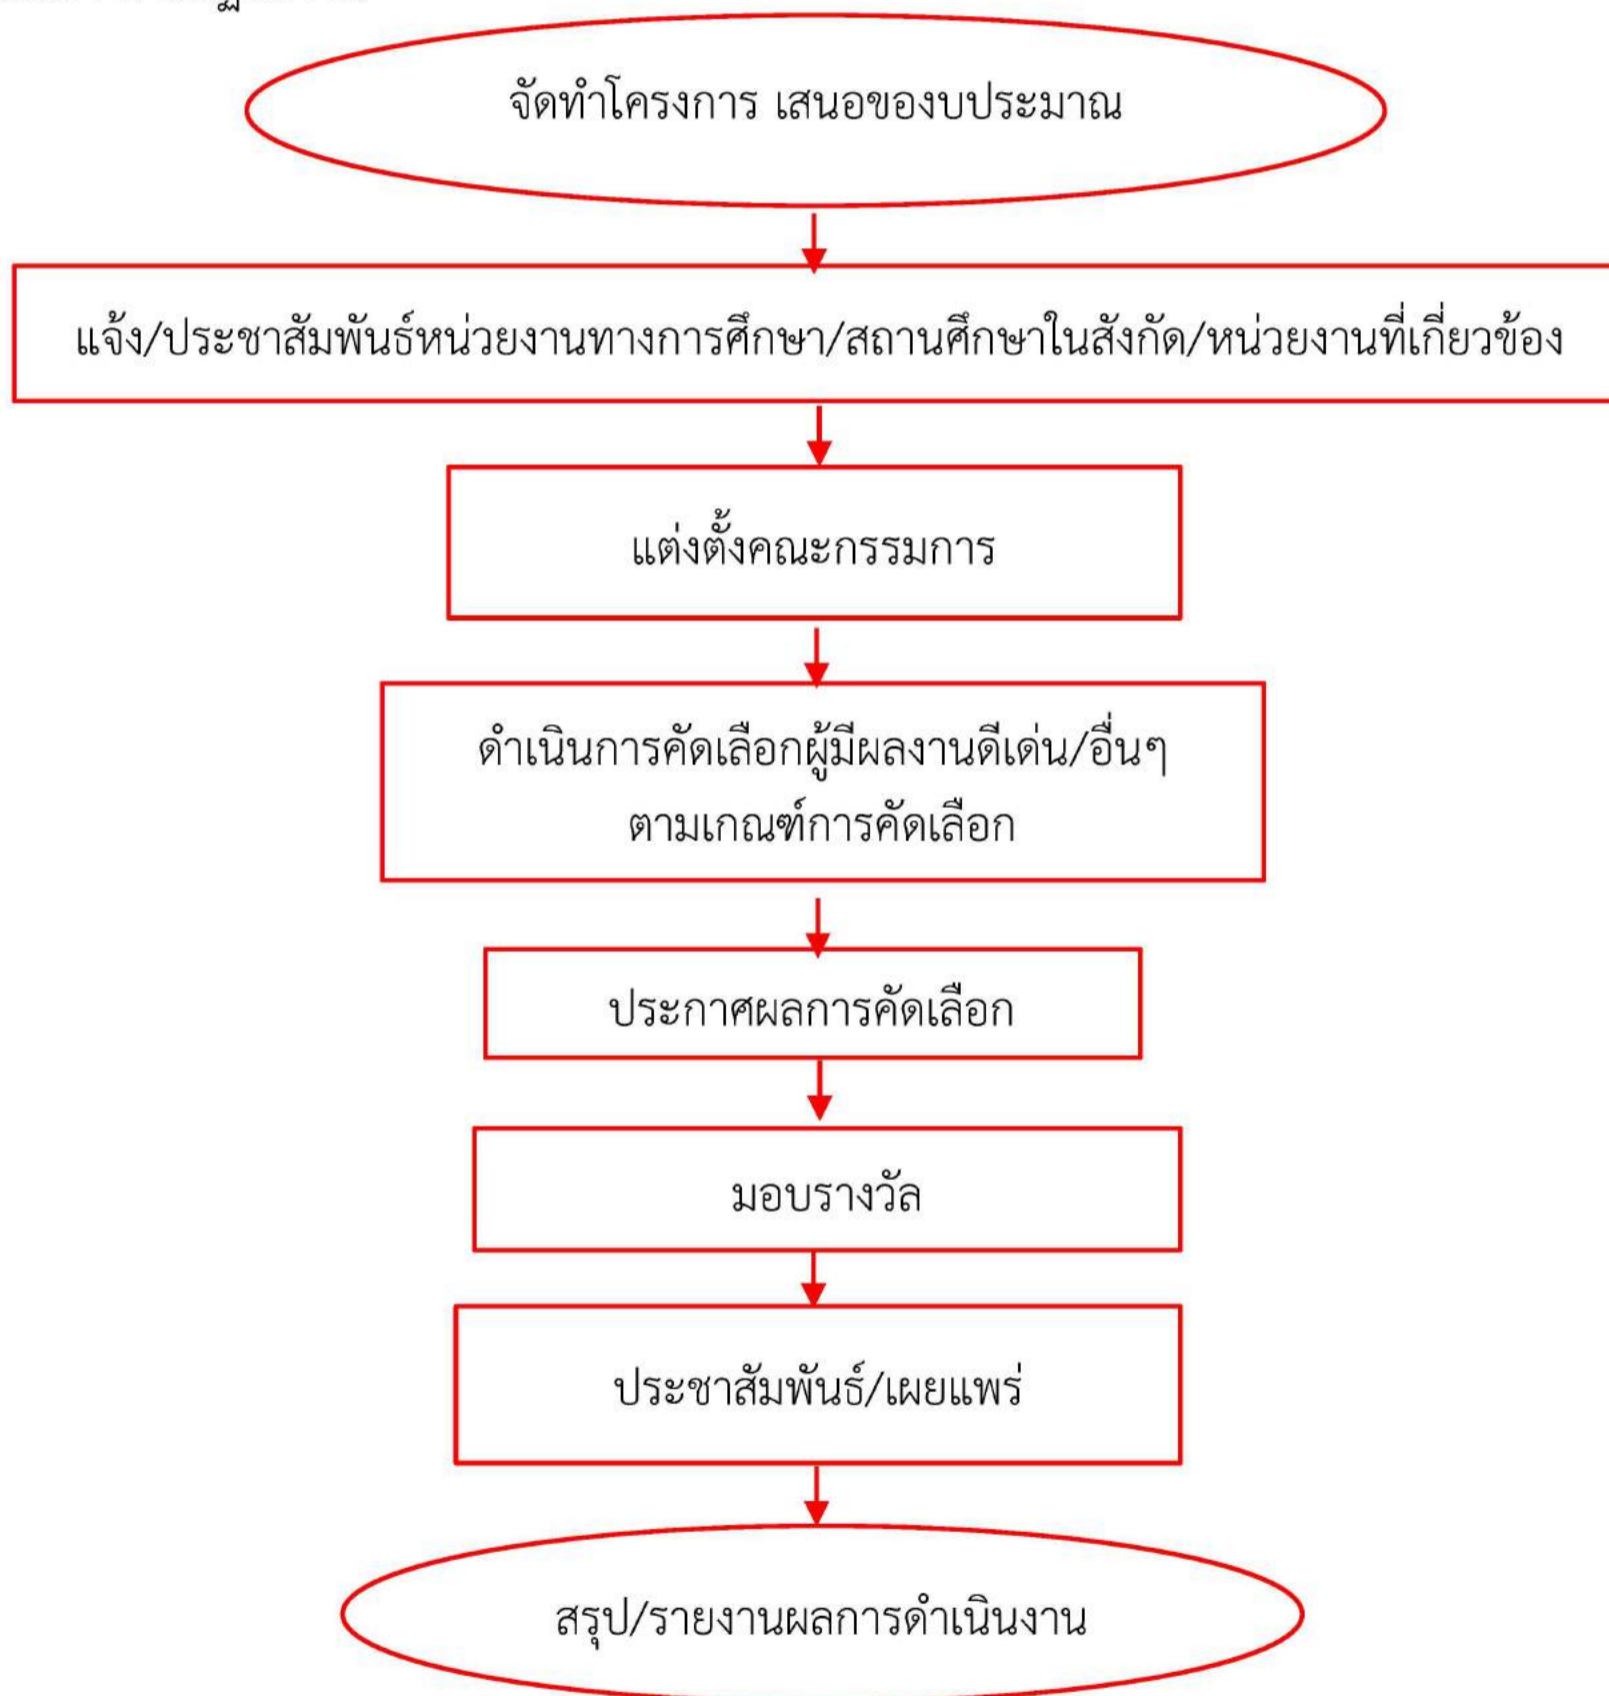 จัดทำโครงการ เสนอของบประมาณ
แจ้ง/ประชาสัมพันธ์หน่วยงานทางการศึกษา/สถานศึกษาในสังกัด/หน่วยงานที่เกี่ยวข้อง
แต่งตั้งคณะกรรมการ
ดำเนินการคัดเลือกผู้มีผลงานดีเด่น/อื่นๆ
ตามเกณฑ์การคัดเลือก
ประกาศผลการคัดเลือก
มอบรางวัล
ประชาสัมพันธ์/เผยแพร่
สรุป/รายงานผลการดำเนินงาน